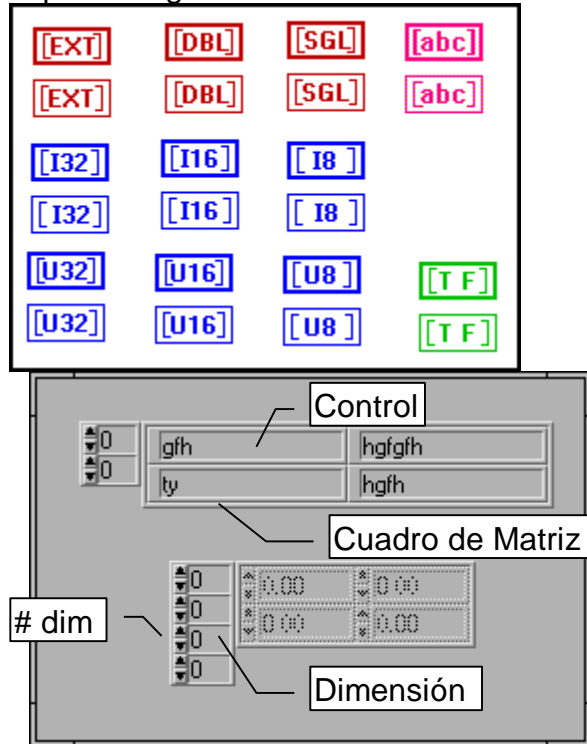 [EXT] [DBL] [SGL] [abc]
[EXT] [DBL] [SGL] [abc]
[I32] [I16] [I8]
[I32] [I16] [I8]
[U32] [U16] [U8] [T F]
[U32] [U16] [U8] [T F]
Control
0 gfh hgfgfh
0 ty hgfh
Cuadro de Matriz
0 0.00 0.00
0 0.00 0.00
# dim
0
0
Dimensión